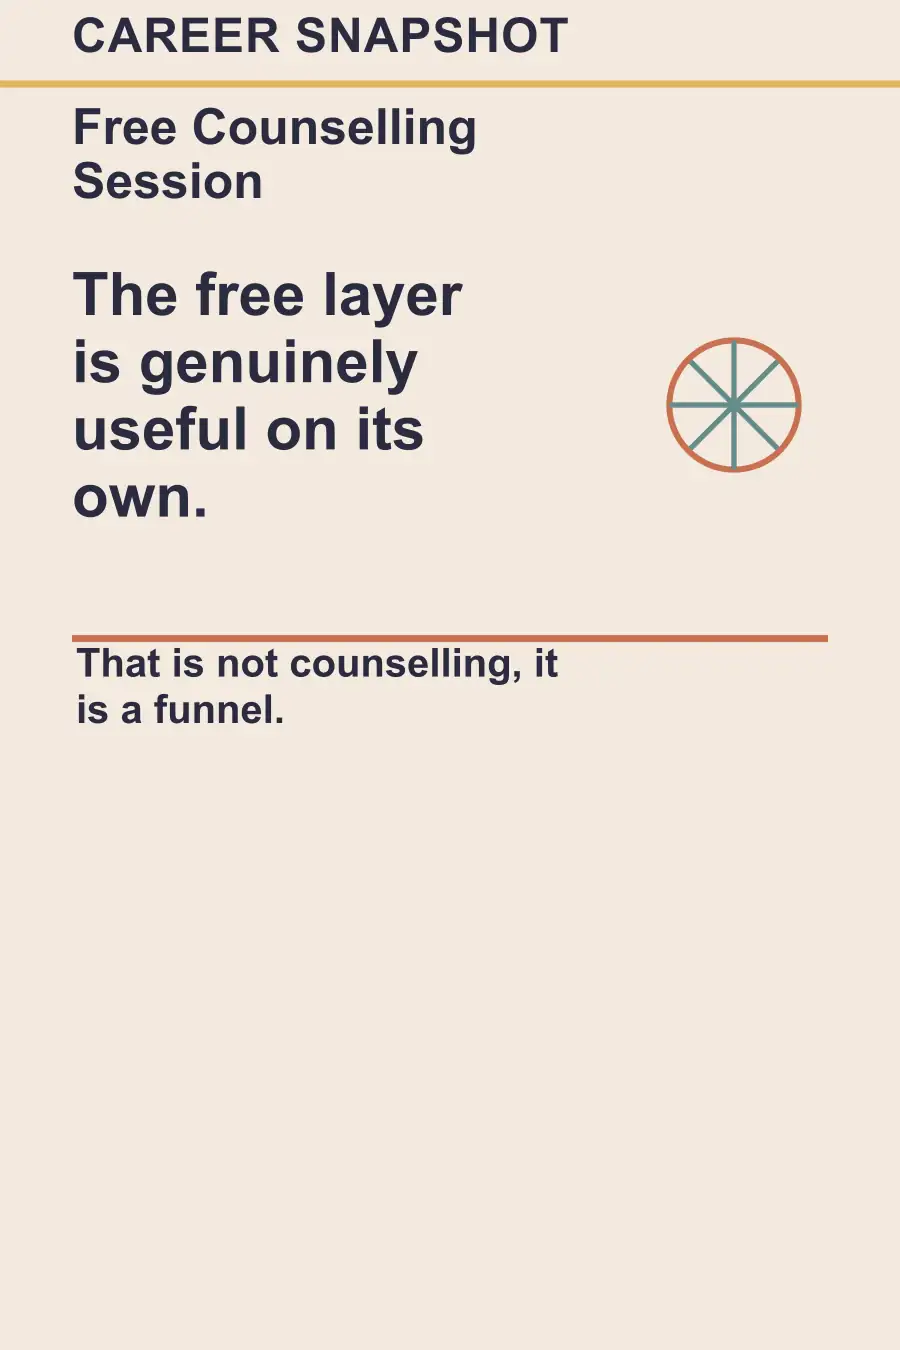 CAREER SNAPSHOT
Free Counselling
Session
The free layer
is genuinely
useful on its
own.
That is not counselling, it
is a funnel.